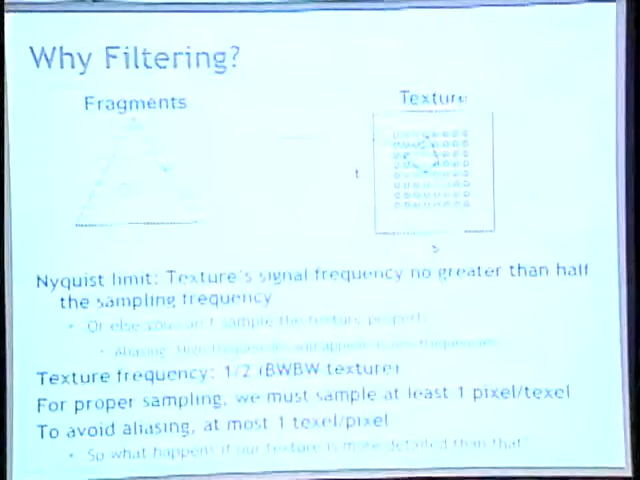 Why Filtering?
Fragments
Texture
t
s
Nyquist limit: Texture's signal frequency no greater than half
the sampling frequency
Or else you can't sample the texture properly
Aliasing: High frequencies will appear as low frequencies
Texture frequency: 1/2 (BWBW texture)
For proper sampling, we must sample at least 1 pixel/texel
To avoid aliasing, at most 1 texel/pixel
So what happens if our texture is more detailed than that?